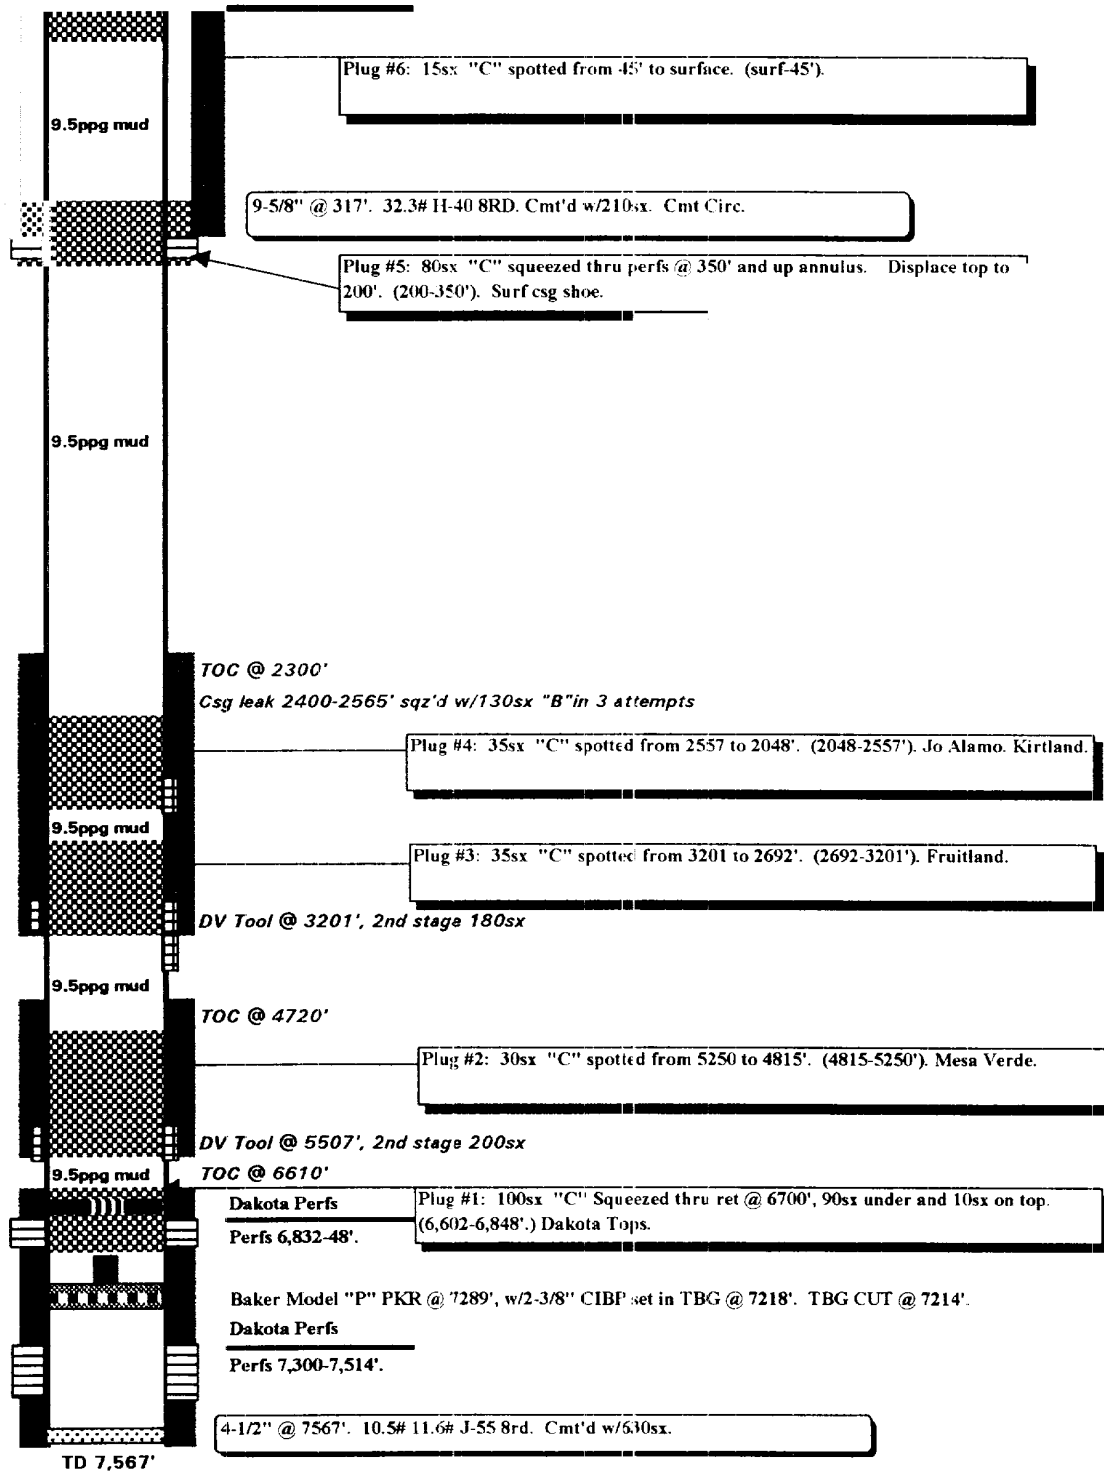 Plug #6: 15sx "C" spotted from 45' to surface. (surf-45').
9.5ppg mud
9-5/8" @ 317'. 32.3# H-40 8RD. Cmt'd w/210sx. Cmt Circ.
Plug #5: 80sx "C" squeezed thru perfs @ 350' and up annulus. Displace top to
200'. (200-350'). Surf csg shoe.
9.5ppg mud
TOC @ 2300'
Csg leak 2400-2565' sqz'd w/130sx "B"in 3 attempts
Plug #4: 35sx "C" spotted from 2557 to 2048'. (2048-2557'). Jo Alamo. Kirtland.
9.5ppg mud
Plug #3: 35sx "C" spotted from 3201 to 2692'. (2692-3201'). Fruitland.
DV Tool @ 3201', 2nd stage 180sx
9.5ppg mud
TOC @ 4720'
Plug #2: 30sx "C" spotted from 5250 to 4815'. (4815-5250'). Mesa Verde.
DV Tool @ 5507', 2nd stage 200sx
9.5ppg mud
TOC @ 6610'
Dakota Perfs
Plug #1: 100sx "C" Squeezed thru ret @ 6700', 90sx under and 10sx on top.
(6,602-6,848'.) Dakota Tops.
Perfs 6,832-48'.
Baker Model "P" PKR @ 7289', w/2-3/8" CIBP set in TBG @ 7218'. TBG CUT @ 7214'.
Dakota Perfs
Perfs 7,300-7,514'.
4-1/2" @ 7567'. 10.5# 11.6# J-55 8rd. Cmt'd w/630sx.
TD 7,567'